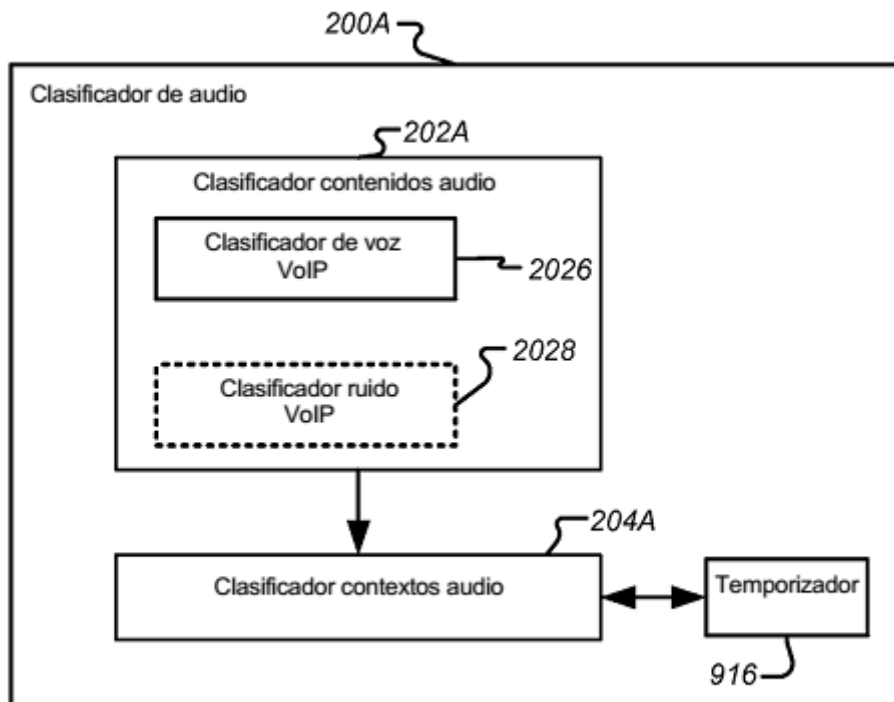 200A
Clasificador de audio
202A
Clasificador contenidos audio
Clasificador de voz
VoIP
2026
2028
Clasificador ruido
VoIP
204A
Clasificador contextos audio
Temporizador
916